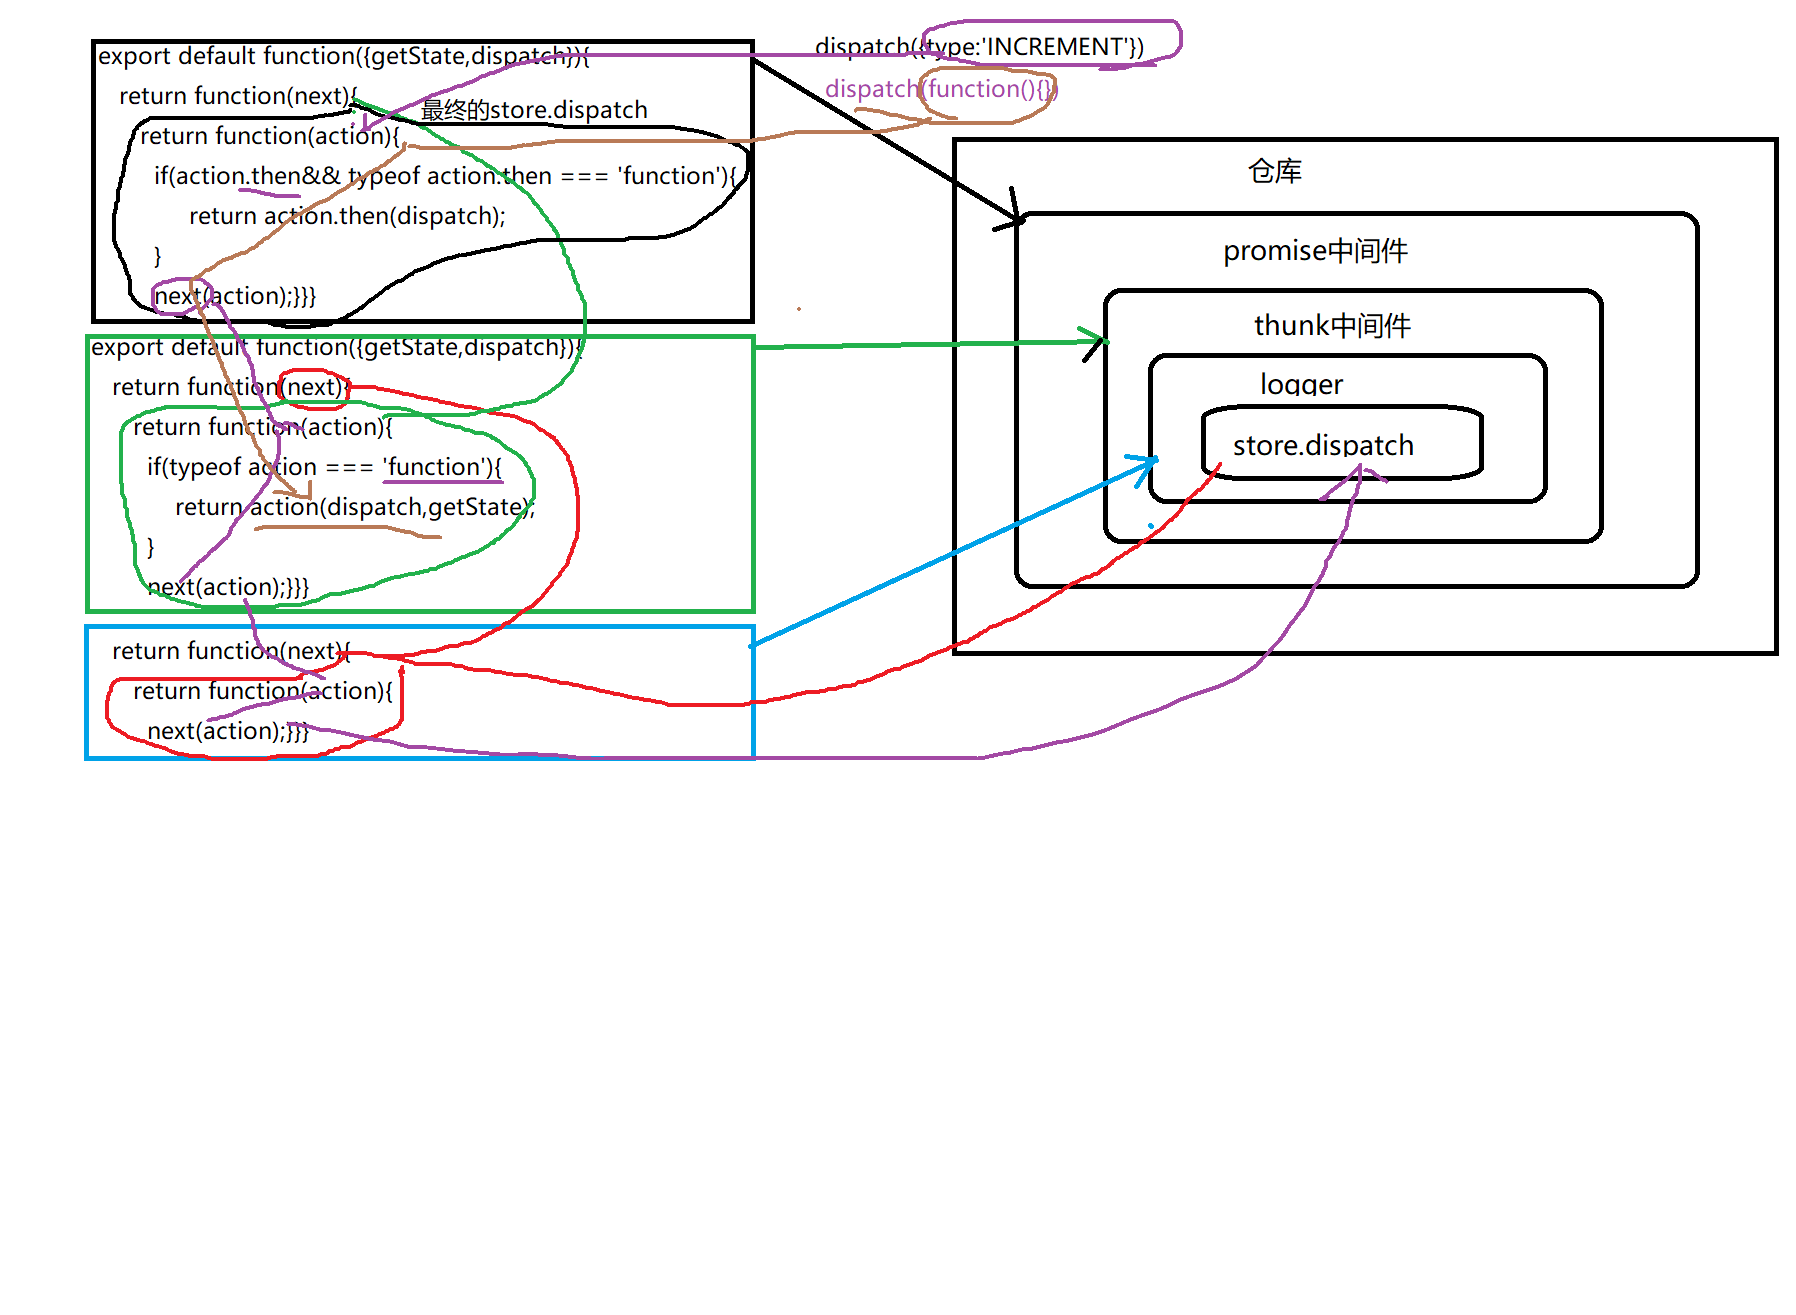 export default function({getState,dispatch}){
return function(next){
最终的store.dispatch
return function(action){
if(action.then&& typeof action.then === 'function'){
return action.then(dispatch);
}
next(action);}}}
export default function({getState,dispatch}){
return function(next){
return function(action){
if(typeof action === 'function'){
return action(dispatch,getState);
}
next(action);}}}
return function(next){
return function(action){
next(action);}}}
dispatch({type:'INCREMENT'})
dispatch(function(){})
仓库
promise中间件
thunk中间件
logger
store.dispatch